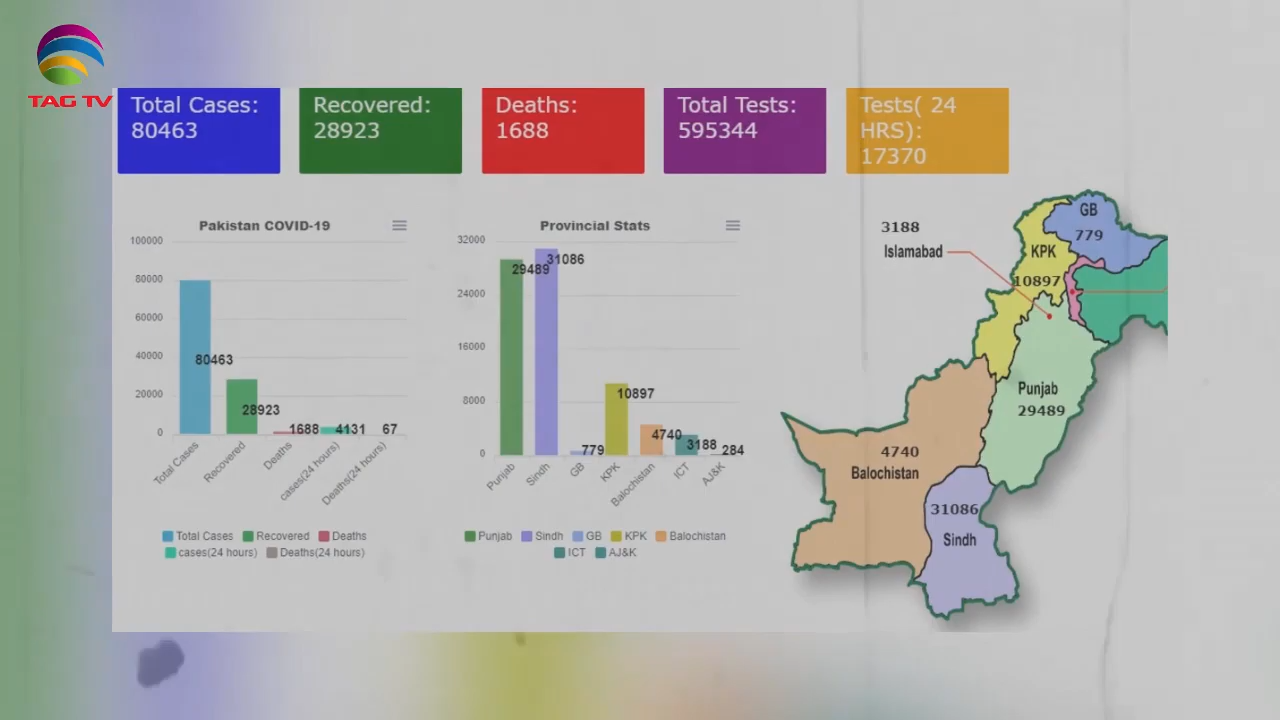 TAG TV
Total Cases:
80463
Recovered:
28923
Deaths:
1688
Total Tests:
595344
Tests( 24
HRS):
17370
Pakistan COVID-19
100000
80000
60000
40000
20000
0
80463
28923
1688
4131
67
Total Cases
Recovered
Deaths
cases(24 hours)
Deaths(24 hours)
Total Cases Recovered Deaths
cases(24 hours) Deaths(24 hours)
Provincial Stats
32000
24000
16000
8000
0
29489
31086
779
10897
4740
3188
284
Punjab
Sindh
GB
KPK
Balochistan
ICT
AJ&K
Punjab Sindh GB KPK Balochistan
ICT AJ&K
3188
Islamabad
GB
779
KPK
10897
Punjab
29489
4740
Balochistan
31086
Sindh